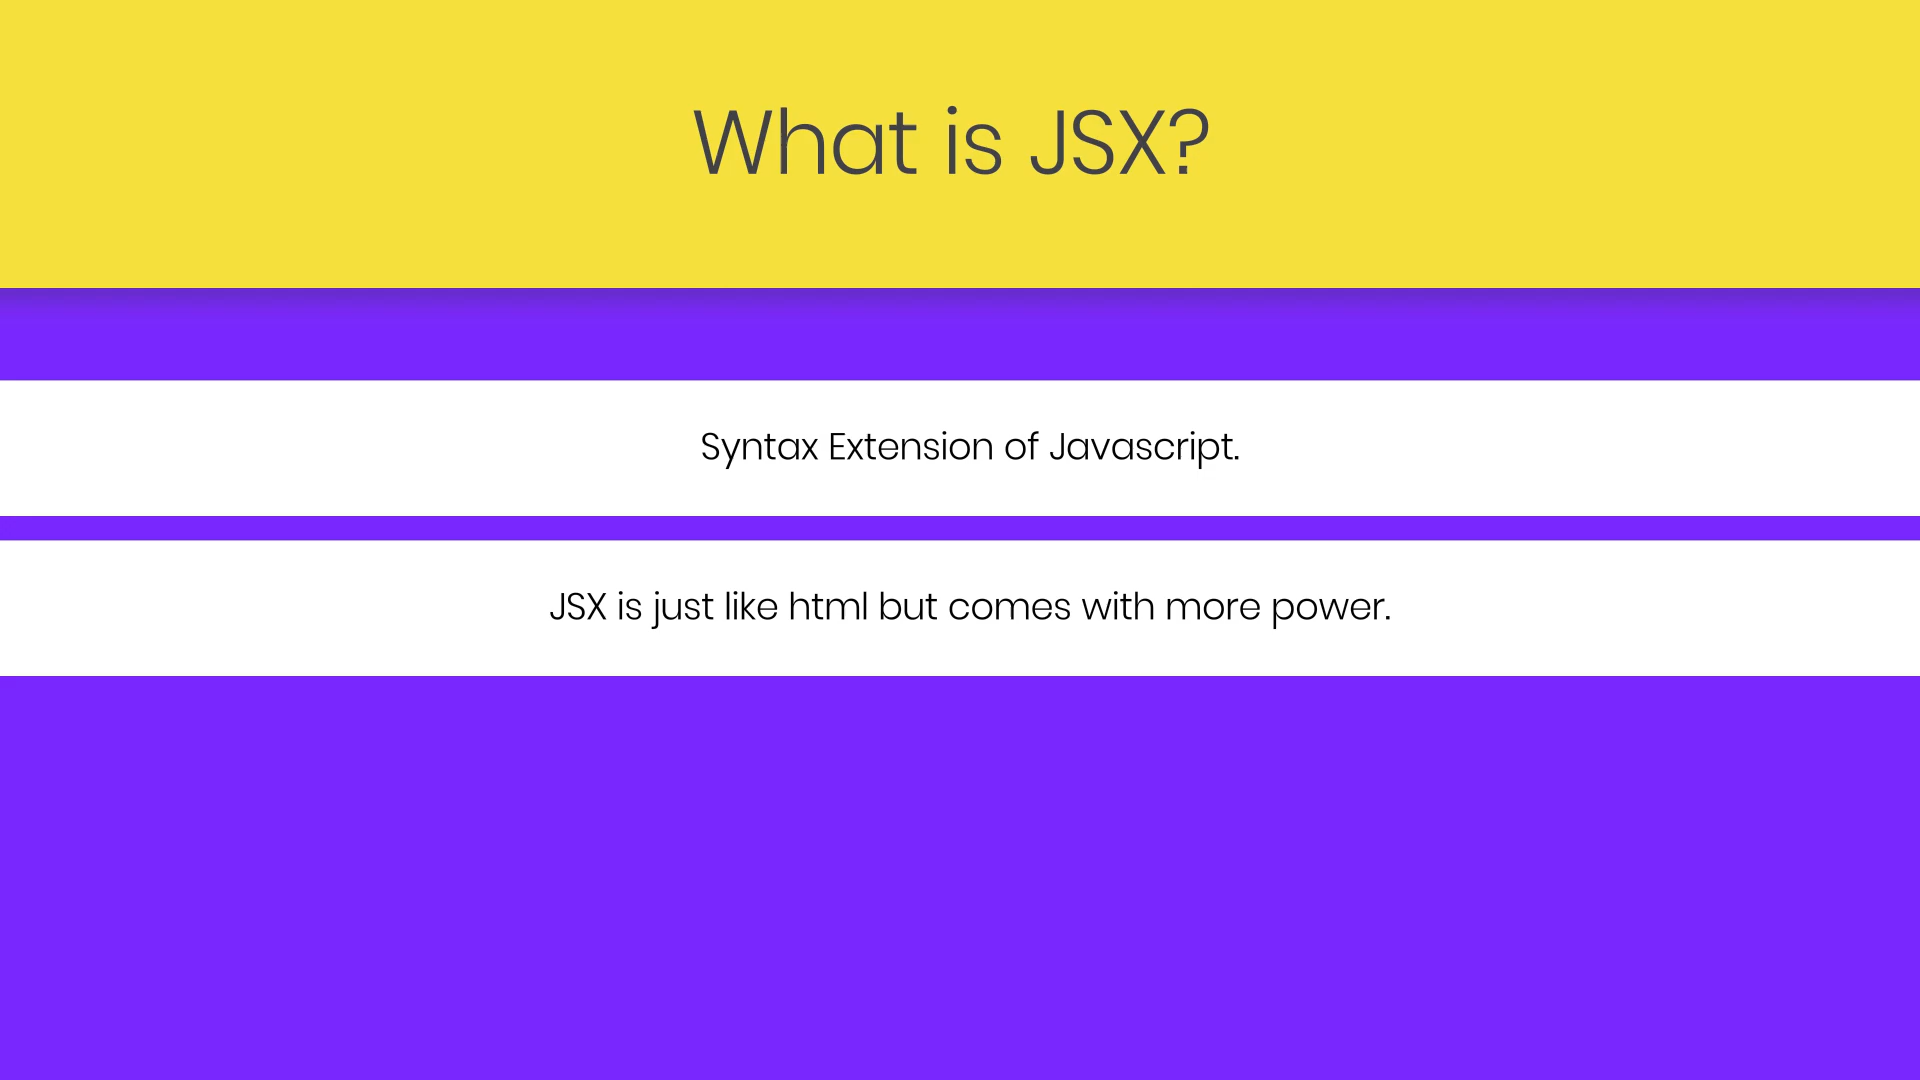 What is JSX?
Syntax Extension of Javascript.
JSX is just like html but comes with more power.